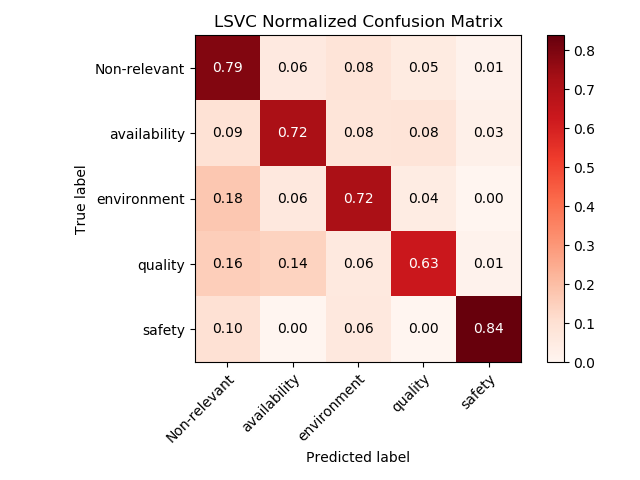 LSVC Normalized Confusion Matrix
Non-relevant 0.79 0.06 0.08 0.05 0.01
availability 0.09 0.72 0.08 0.08 0.03
environment 0.18 0.06 0.72 0.04 0.00
quality 0.16 0.14 0.06 0.63 0.01
safety 0.10 0.00 0.06 0.00 0.84
True label
Non-relevant availability environment quality safety
Predicted label
0.8
0.7
0.6
0.5
0.4
0.3
0.2
0.1
0.0